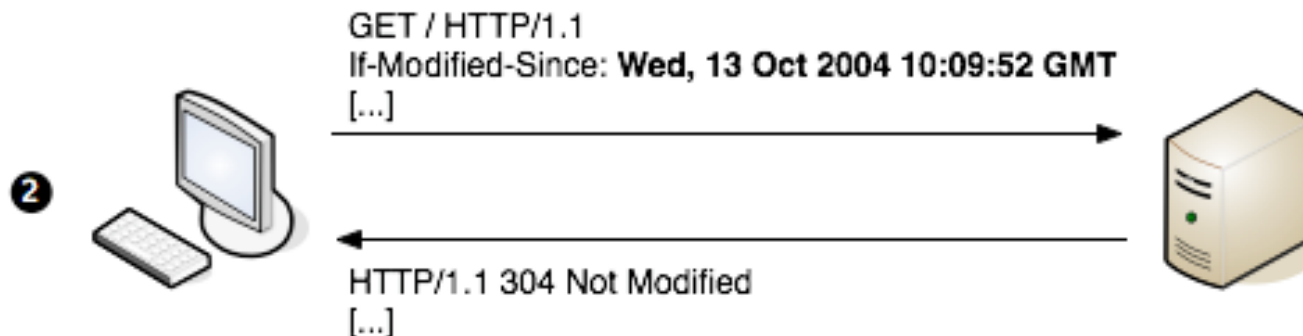 GET / HTTP/1.1
If-Modified-Since: Wed, 13 Oct 2004 10:09:52 GMT
[...]
2
HTTP/1.1 304 Not Modified
[...]